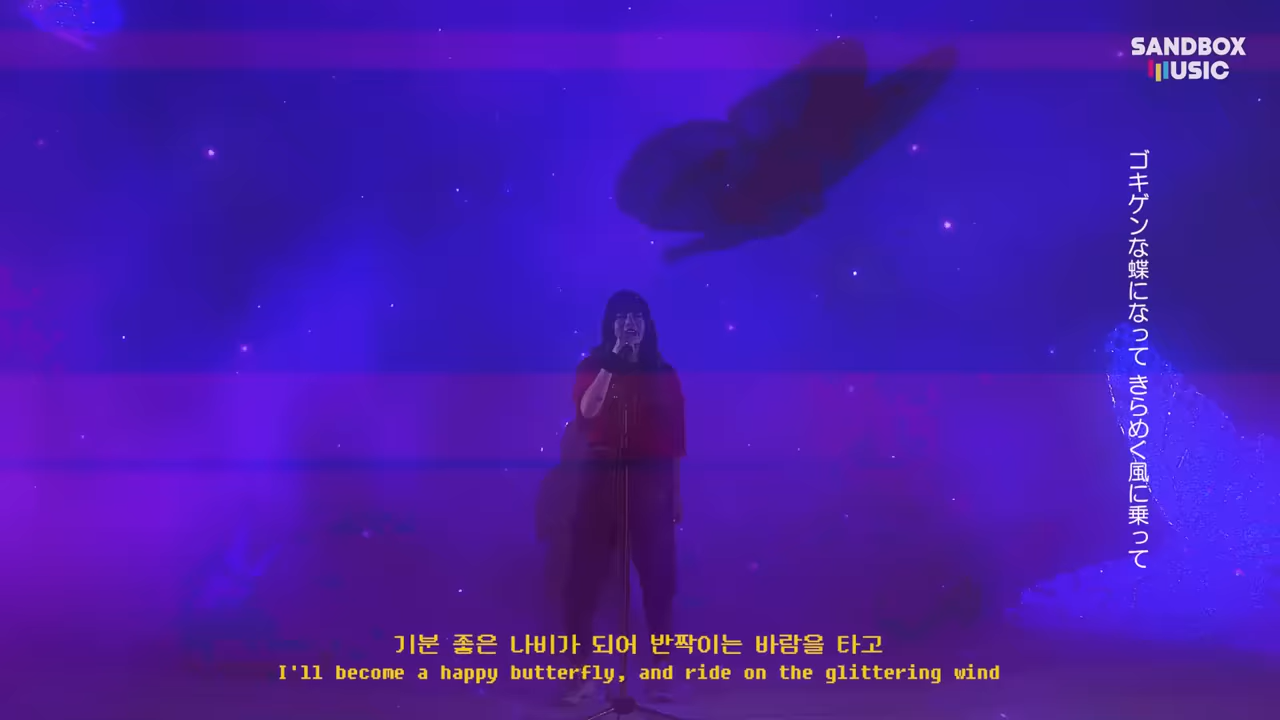 SANDBOX
MUSIC
ゴキゲンな蝶になって きらめく風に乗って
기분 좋은 나비가 되어 반짝이는 바람을 타고
I'll become a happy butterfly, and ride on the glittering wind